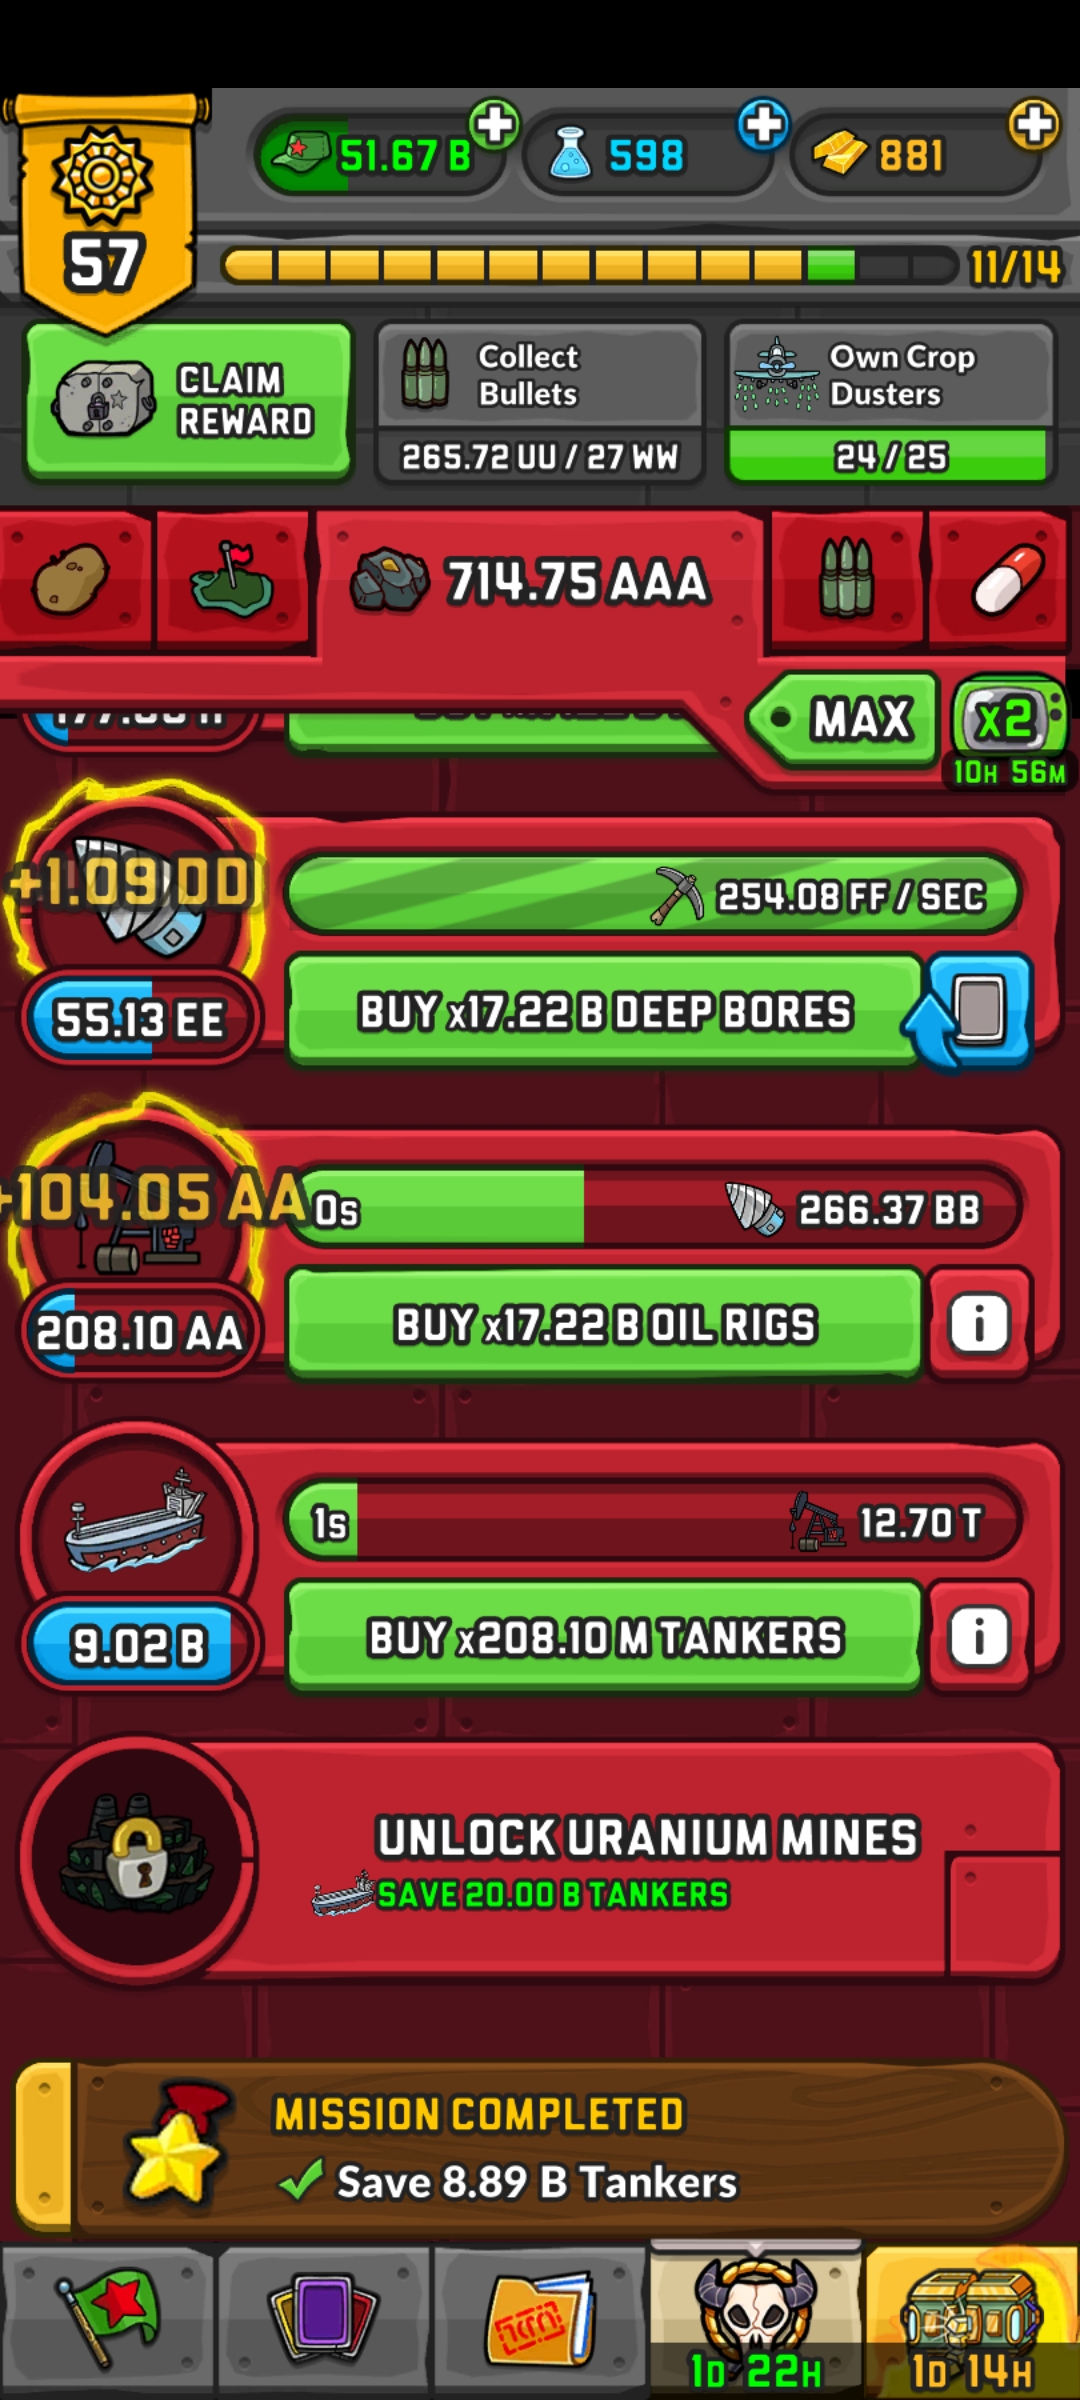 51.67 B
598
881
57
11/14
CLAIM
REWARD
Collect
Bullets
265.72 UU / 27 WW
Own Crop
Dusters
24 / 25
714.75 AAA
MAX
x2
10H 56M
+1.09 DD
254.08 FF / SEC
55.13 EE
BUY x17.22 B DEEP BORES
+104.05 AA
0s
266.37 BB
208.10 AA
BUY x17.22 B OIL RIGS
i
1s
12.70 T
9.02 B
BUY x208.10 M TANKERS
i
UNLOCK URANIUM MINES
SAVE 20.00 B TANKERS
MISSION COMPLETED
Save 8.89 B Tankers
1D 22H
1D 14H